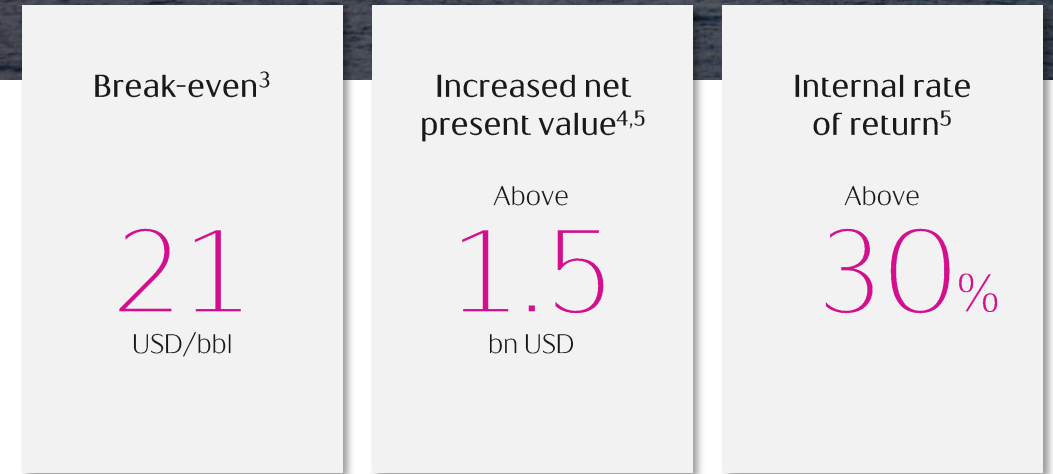 Break-even³
21
USD/bbl
Increased net
present value⁴,⁵
Above
1.5
bn USD
Internal rate
of return⁵
Above
30%